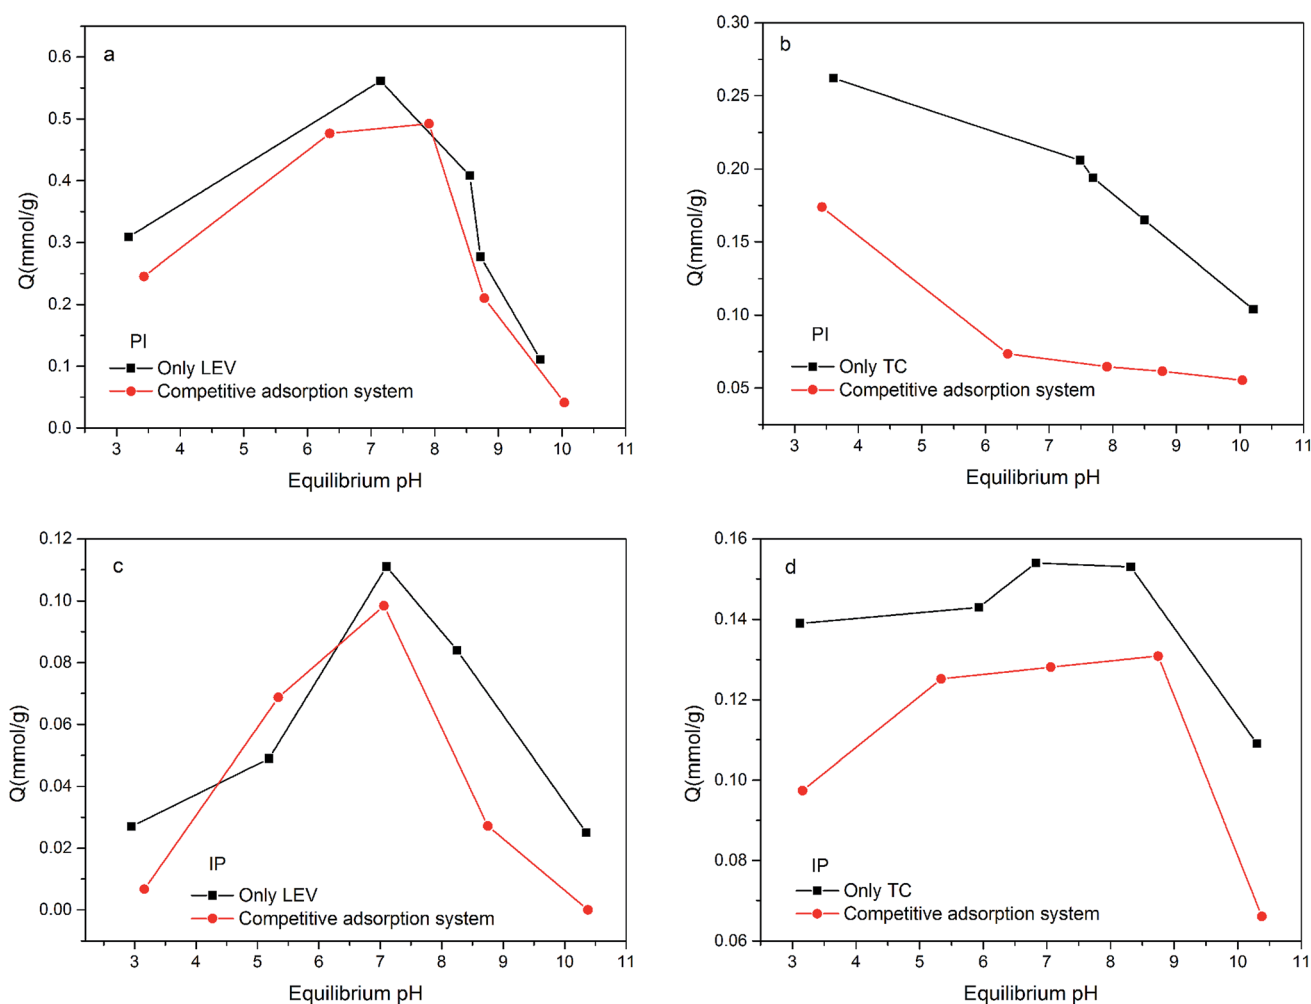 a
Q(mmol/g)
0.6
0.5
0.4
0.3
0.2
0.1
0.0
PI
Only LEV
Competitive adsorption system
3 4 5 6 7 8 9 10 11
Equilibrium pH
b
Q(mmol/g)
0.30
0.25
0.20
0.15
0.10
0.05
PI
Only TC
Competitive adsorption system
3 4 5 6 7 8 9 10 11
Equilibrium pH
c
Q(mmol/g)
0.12
0.10
0.08
0.06
0.04
0.02
0.00
IP
Only LEV
Competitive adsorption system
3 4 5 6 7 8 9 10 11
Equilibrium pH
d
Q(mmol/g)
0.16
0.14
0.12
0.10
0.08
0.06
IP
Only TC
Competitive adsorption system
3 4 5 6 7 8 9 10 11
Equilibrium pH